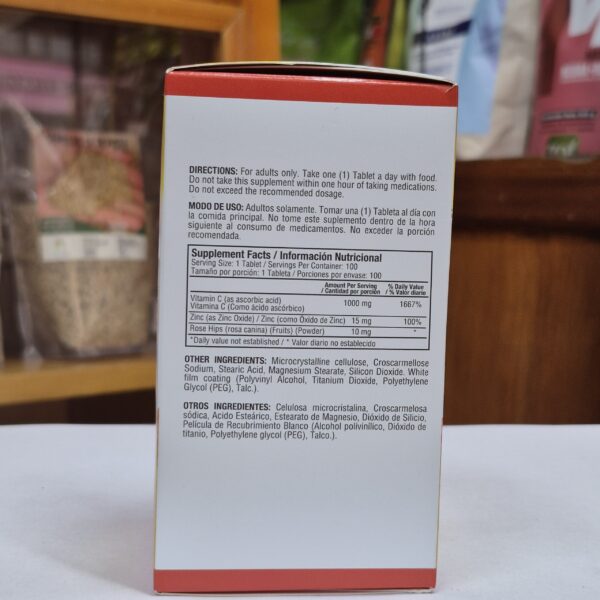 DIRECTIONS: For adults only. Take one (1) Tablet a day with food.
Do not take this supplement within one hour of taking medications.
Do not exceed the recommended dosage.
MODO DE USO: Adultos solamente. Tomar una (1) Tableta al día con
la comida principal. No tome este suplemento dentro de la hora
siguiente al consumo de medicamentos. No exceder la porción
recomendada.
Supplement Facts / Información Nutricional
Serving Size: 1 Tablet / Servings Per Container: 100
Tamaño por porción: 1 Tableta / Porciones por envase: 100
Amount Per Serving % Daily Value
/ Cantidad por porción / % Valor diario
Vitamin C (as ascorbic acid)
Vitamina C (Como ácido ascórbico) 1000 mg 1667%
Zinc (as Zinc Oxide) / Zinc (como Óxido de Zinc) 15 mg 100%
Rose Hips (rosa canina) (Fruits) (Powder) 10 mg *
*Daily value not established / * Valor diario no establecido
OTHER INGREDIENTS: Microcrystalline cellulose, Croscarmellose
Sodium, Stearic Acid, Magnesium Stearate, Silicon Dioxide. White
film coating (Polyvinyl Alcohol, Titanium Dioxide, Polyethylene
Glycol (PEG), Talc.).
OTROS INGREDIENTES: Celulosa microcristalina, Croscarmelosa
sódica, Ácido Esteárico, Estearato de Magnesio, Dióxido de Silicio,
Película de Recubrimiento Blanco (Alcohol polivinílico, Dióxido de
titanio, Polyethylene glycol (PEG), Talco.).